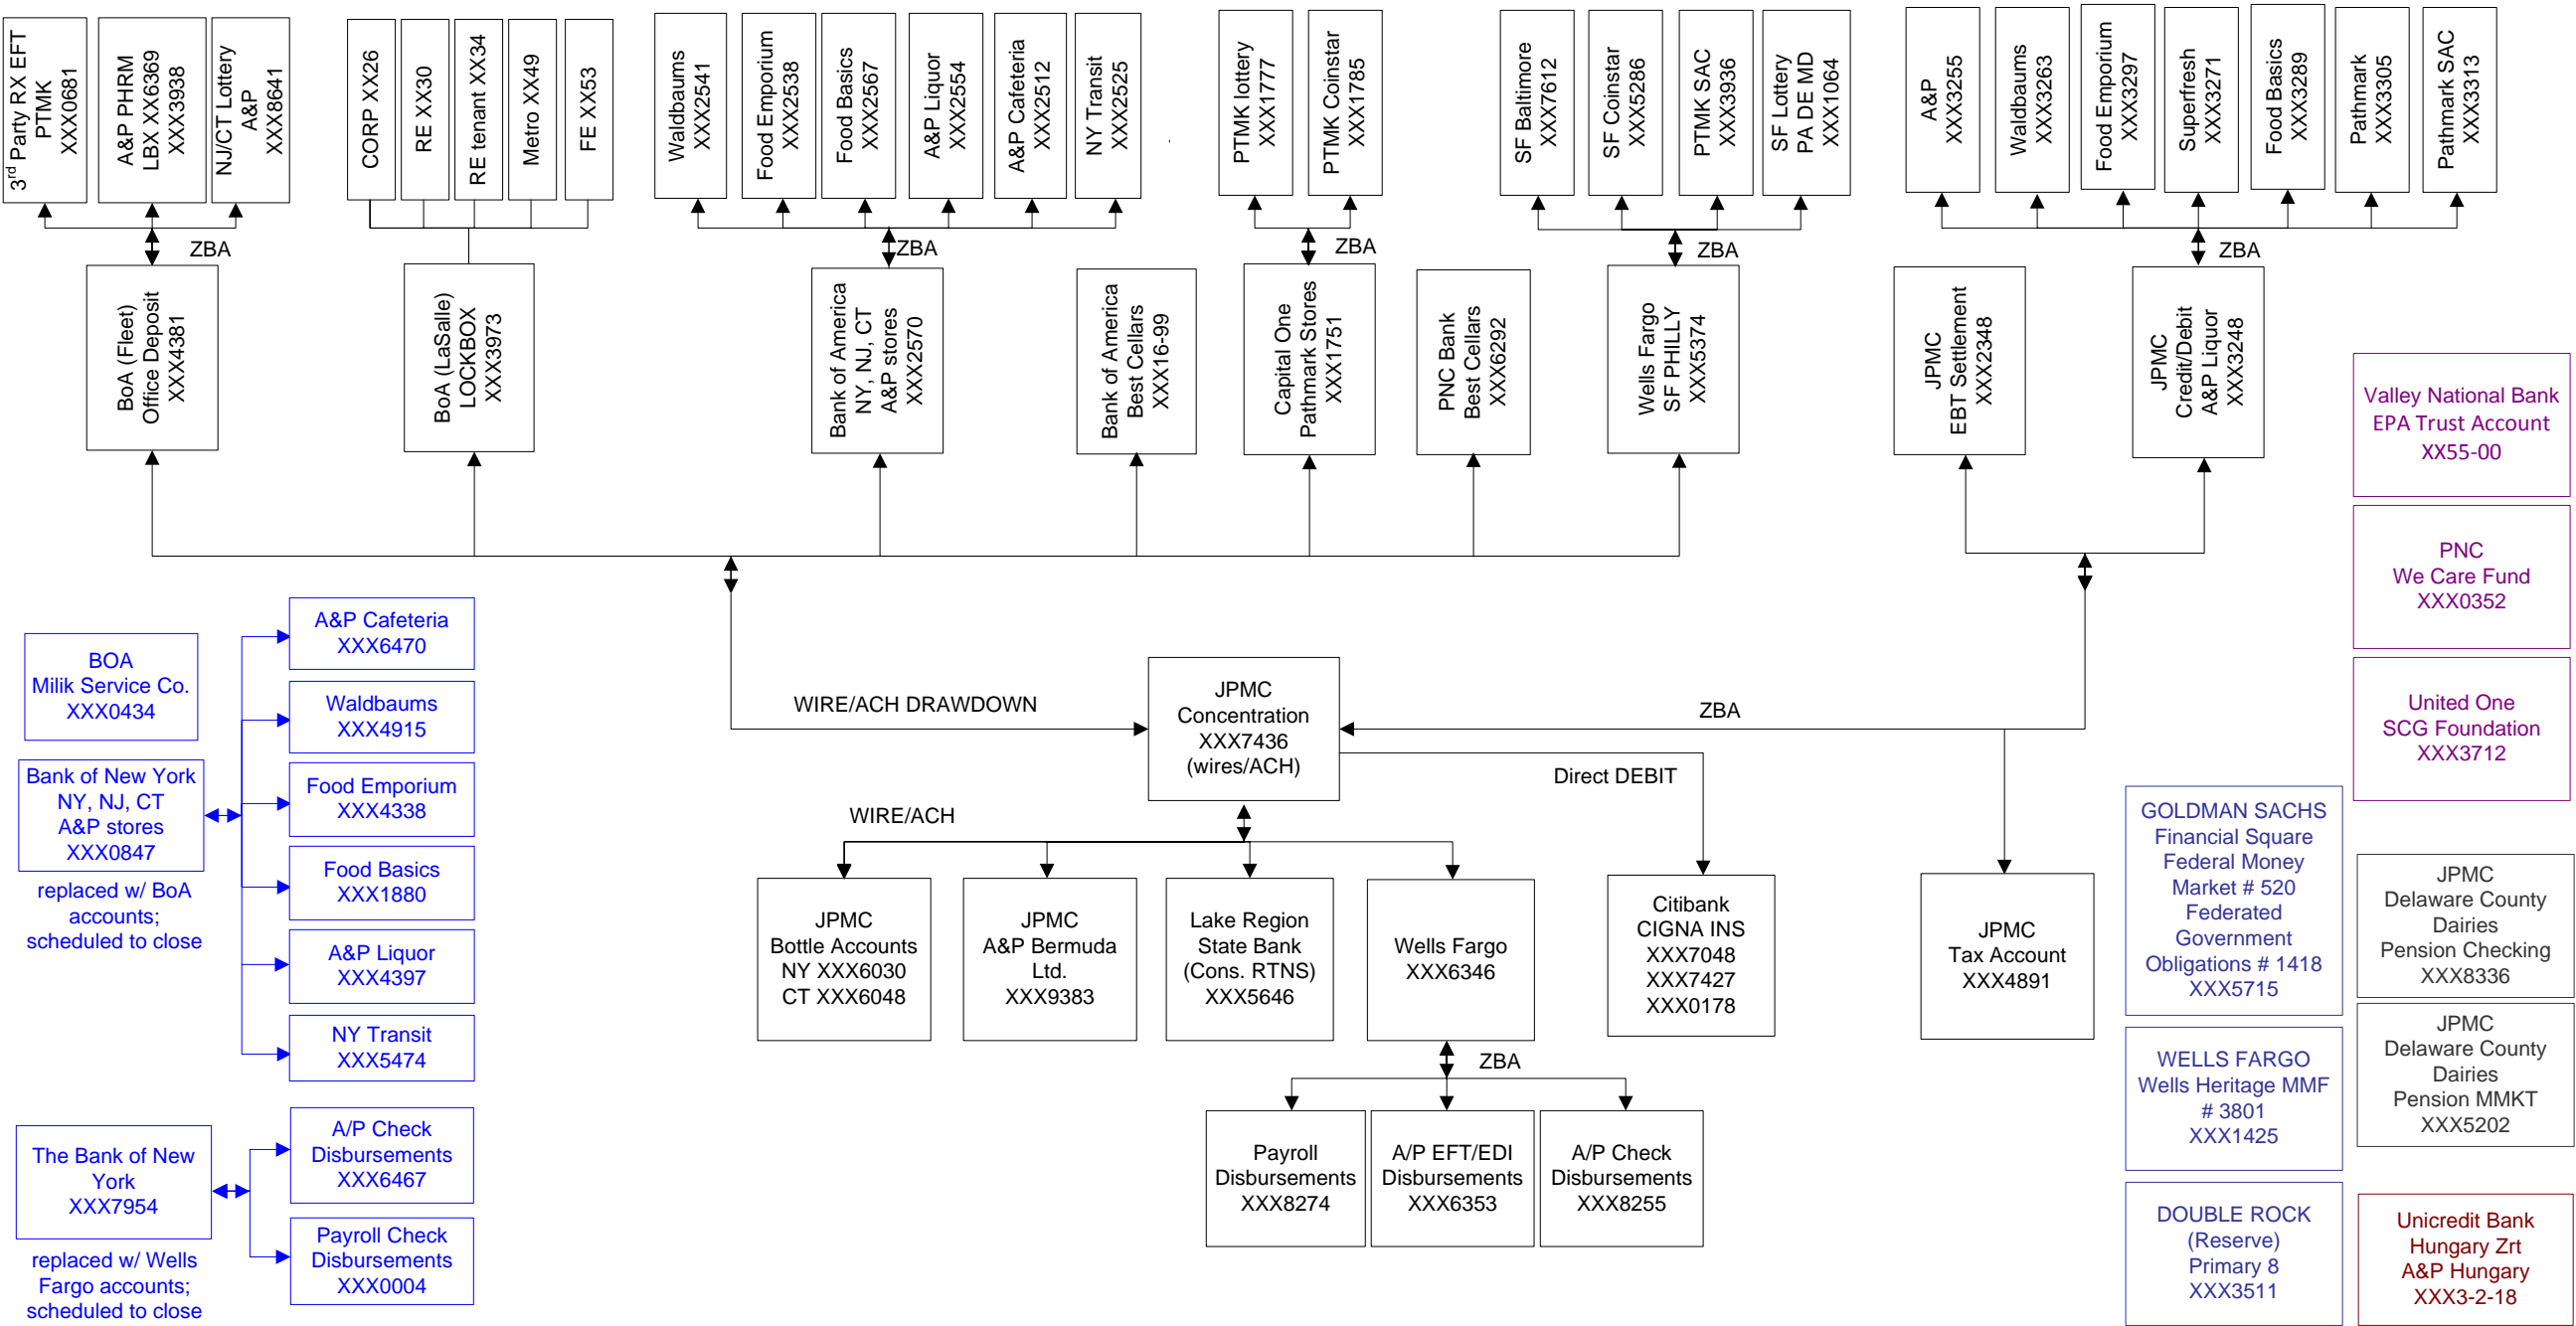 3rd Party RX EFT
PTMK
XXX0681
A&P PHRM
LBX XX6369
XXX3938
NJ/CT Lottery
A&P
XXX8641
CORP XX26
RE XX30
RE tenant XX34
Metro XX49
FE XX53
Waldbaums
XXX2541
Food Emporium
XXX2538
Food Basics
XXX2567
A&P Liquor
XXX2554
A&P Cafeteria
XXX2512
NY Transit
XXX2525
PTMK lottery
XXX1777
PTMK Coinstar
XXX1785
SF Baltimore
XXX7612
SF Coinstar
XXX5286
PTMK SAC
XXX3936
SF Lottery
PA DE MD
XXX1064
A&P
XXX3255
Waldbaums
XXX3263
Food Emporium
XXX3297
Superfresh
XXX3271
Food Basics
XXX3289
Pathmark
XXX3305
Pathmark SAC
XXX3313
ZBA
ZBA
ZBA
ZBA
ZBA
BoA (Fleet)
Office Deposit
XXX4381
BoA (LaSalle)
LOCKBOX
XXX3973
Bank of America
NY, NJ, CT
A&P stores
XXX2570
Bank of America
Best Cellars
XXX16-99
Capital One
Pathmark Stores
XXX1751
PNC Bank
Best Cellars
XXX6292
Wells Fargo
SF PHILLY
XXX5374
JPMC
EBT Settlement
XXX2348
JPMC
Credit/Debit
A&P Liquor
XXX3248
Valley National Bank
EPA Trust Account
XX55-00
PNC
We Care Fund
XXX0352
United One
SCG Foundation
XXX3712
BOA
Milik Service Co.
XXX0434
Bank of New York
NY, NJ, CT
A&P stores
XXX0847
replaced w/ BoA
accounts;
scheduled to close
A&P Cafeteria
XXX6470
Waldbaums
XXX4915
Food Emporium
XXX4338
Food Basics
XXX1880
A&P Liquor
XXX4397
NY Transit
XXX5474
The Bank of New
York
XXX7954
replaced w/ Wells
Fargo accounts;
scheduled to close
A/P Check
Disbursements
XXX6467
Payroll Check
Disbursements
XXX0004
WIRE/ACH DRAWDOWN
JPMC
Concentration
XXX7436
(wires/ACH)
ZBA
Direct DEBIT
WIRE/ACH
JPMC
Bottle Accounts
NY XXX6030
CT XXX6048
JPMC
A&P Bermuda
Ltd.
XXX9383
Lake Region
State Bank
(Cons. RTNS)
XXX5646
Wells Fargo
XXX6346
Citibank
CIGNA INS
XXX7048
XXX7427
XXX0178
JPMC
Tax Account
XXX4891
ZBA
Payroll
Disbursements
XXX8274
A/P EFT/EDI
Disbursements
XXX6353
A/P Check
Disbursements
XXX8255
GOLDMAN SACHS
Financial Square
Federal Money
Market # 520
Federated
Government
Obligations # 1418
XXX5715
WELLS FARGO
Wells Heritage MMF
# 3801
XXX1425
DOUBLE ROCK
(Reserve)
Primary 8
XXX3511
JPMC
Delaware County
Dairies
Pension Checking
XXX8336
JPMC
Delaware County
Dairies
Pension MMKT
XXX5202
Unicredit Bank
Hungary Zrt
A&P Hungary
XXX3-2-18